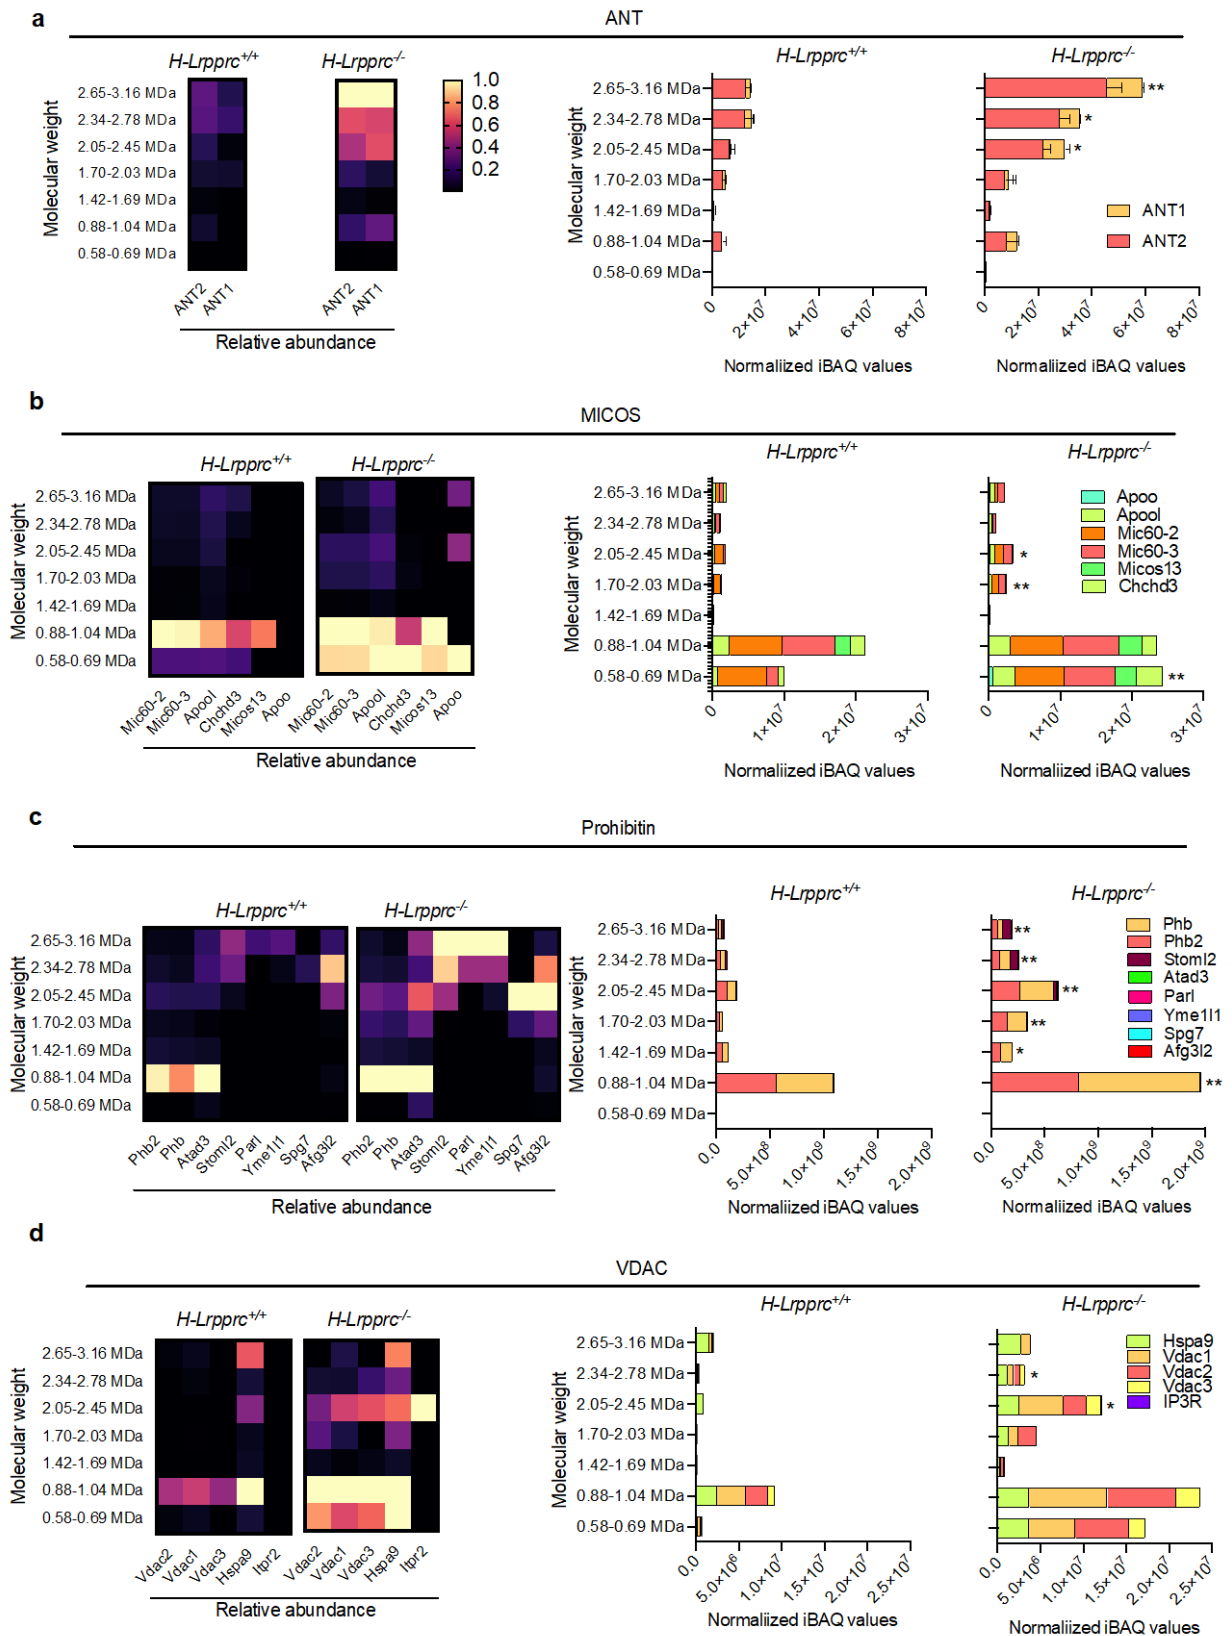 a
ANT
H-Lrpprc+/+
H-Lrpprc-/-
H-Lrpprc+/+
H-Lrpprc-/-
Molecular weight
2.65-3.16 MDa
2.34-2.78 MDa
2.05-2.45 MDa
1.70-2.03 MDa
1.42-1.69 MDa
0.88-1.04 MDa
0.58-0.69 MDa
1.0
0.8
0.6
0.4
0.2
ANT2
ANT1
ANT2
ANT1
Relative abundance
Molecular weight
2.65-3.16 MDa
2.34-2.78 MDa
2.05-2.45 MDa
1.70-2.03 MDa
1.42-1.69 MDa
0.88-1.04 MDa
0.58-0.69 MDa
0
2×10⁷
4×10⁷
6×10⁷
8×10⁷
Normaliized iBAQ values
**
*
*
ANT1
ANT2
0
2×10⁷
4×10⁷
6×10⁷
8×10⁷
Normaliized iBAQ values
b
MICOS
H-Lrpprc+/+
H-Lrpprc-/-
H-Lrpprc+/+
H-Lrpprc-/-
Molecular weight
2.65-3.16 MDa
2.34-2.78 MDa
2.05-2.45 MDa
1.70-2.03 MDa
1.42-1.69 MDa
0.88-1.04 MDa
0.58-0.69 MDa
Mic60-2
Mic60-3
Apool
Chchd3
Micos13
Apoo
Mic60-2
Mic60-3
Apool
Chchd3
Micos13
Apoo
Relative abundance
Molecular weight
2.65-3.16 MDa
2.34-2.78 MDa
2.05-2.45 MDa
1.70-2.03 MDa
1.42-1.69 MDa
0.88-1.04 MDa
0.58-0.69 MDa
0
1×10⁷
2×10⁷
3×10⁷
Normaliized iBAQ values
*
**
**
Apoo
Apool
Mic60-2
Mic60-3
Micos13
Chchd3
0
1×10⁷
2×10⁷
3×10⁷
Normaliized iBAQ values
c
Prohibitin
H-Lrpprc+/+
H-Lrpprc-/-
H-Lrpprc+/+
H-Lrpprc-/-
Molecular weight
2.65-3.16 MDa
2.34-2.78 MDa
2.05-2.45 MDa
1.70-2.03 MDa
1.42-1.69 MDa
0.88-1.04 MDa
0.58-0.69 MDa
Phb2
Phb
Atad3
Stoml2
Parl
Yme1l1
Spg7
Afg3l2
Phb2
Phb
Atad3
Stoml2
Parl
Yme1l1
Spg7
Afg3l2
Relative abundance
Molecular weight
2.65-3.16 MDa
2.34-2.78 MDa
2.05-2.45 MDa
1.70-2.03 MDa
1.42-1.69 MDa
0.88-1.04 MDa
0.58-0.69 MDa
0.0
5.0×10⁸
1.0×10⁹
1.5×10⁹
2.0×10⁹
Normaliized iBAQ values
**
**
**
**
*
**
Phb
Phb2
Stoml2
Atad3
Parl
Yme1l1
Spg7
Afg3l2
0.0
5.0×10⁸
1.0×10⁹
1.5×10⁹
2.0×10⁹
Normaliized iBAQ values
d
VDAC
H-Lrpprc+/+
H-Lrpprc-/-
H-Lrpprc+/+
H-Lrpprc-/-
Molecular weight
2.65-3.16 MDa
2.34-2.78 MDa
2.05-2.45 MDa
1.70-2.03 MDa
1.42-1.69 MDa
0.88-1.04 MDa
0.58-0.69 MDa
Vdac2
Vdac1
Vdac3
Hspa9
Itpr2
Vdac2
Vdac1
Vdac3
Hspa9
Itpr2
Relative abundance
Molecular weight
2.65-3.16 MDa
2.34-2.78 MDa
2.05-2.45 MDa
1.70-2.03 MDa
1.42-1.69 MDa
0.88-1.04 MDa
0.58-0.69 MDa
0.0
5.0×10⁶
1.0×10⁷
1.5×10⁷
2.0×10⁷
2.5×10⁷
Normaliized iBAQ values
*
*
Hspa9
Vdac1
Vdac2
Vdac3
IP3R
0.0
5.0×10⁶
1.0×10⁷
1.5×10⁷
2.0×10⁷
2.5×10⁷
Normaliized iBAQ values